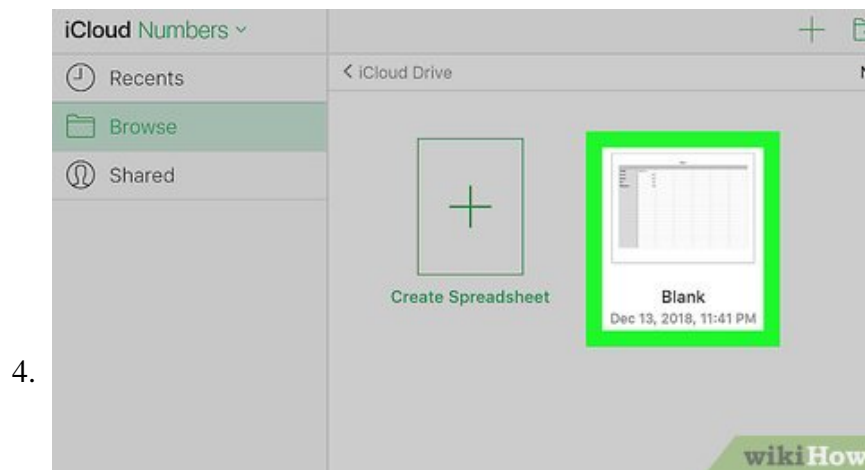 iCloud Numbers
Recents
Browse
Shared
iCloud Drive
Create Spreadsheet
Blank
Dec 13, 2018, 11:41 PM
4.
wikiHow